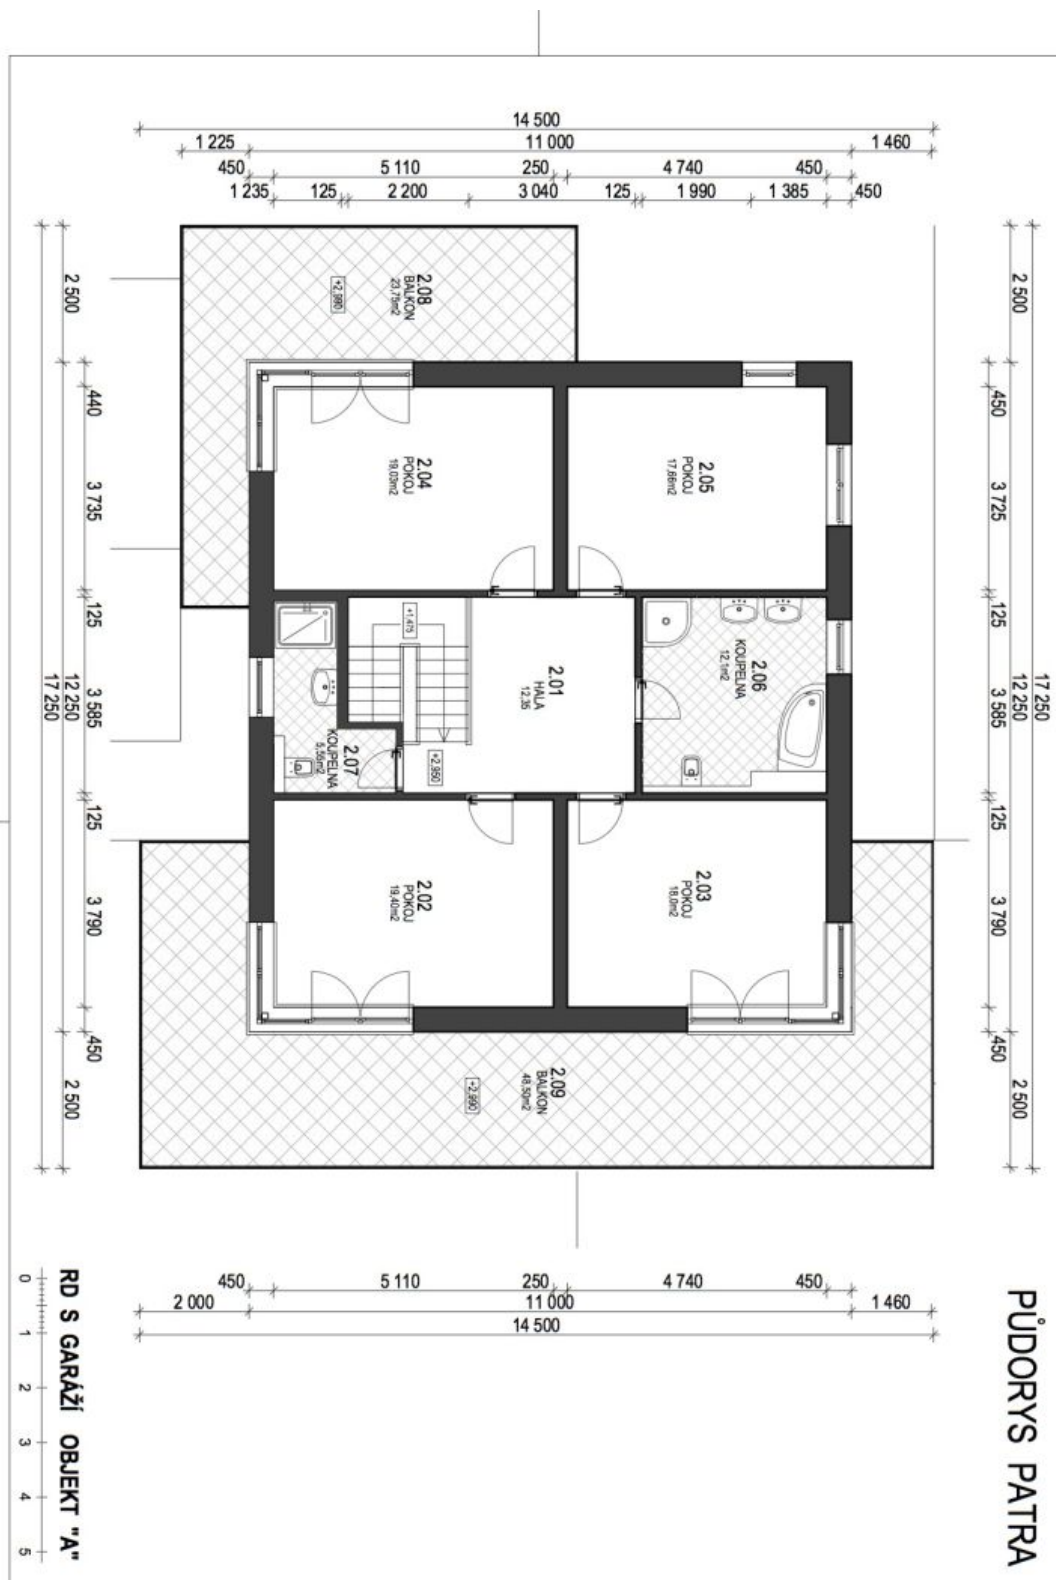 14 500
1 225 11 000 1 460
450 5 110 250 4 740 450
1 235 125 2 200 3 040 125 1 990 1 385 450
2 500
440
3 735
125
3 585
125
3 790
450
2 500
12 250
17 250
2 500
450
3 725
125
3 585
125
3 790
450
2 500
12 250
17 250
2.08
BALKON
23,75m2
+2,990
2.04
POKOJ
19,03m2
2.05
POKOJ
17,66m2
+1,475
2.01
HALA
12,35
+2,950
2.06
KOUPELNA
12,1m2
2.07
KOUPELNA
5,55m2
2.02
POKOJ
19,40m2
2.03
POKOJ
18,0m2
2.09
BALKON
48,50m2
+2,990
450 5 110 250 4 740 450
2 000 11 000 1 460
14 500
PŮDORYS PATRA
RD S GARÁŽÍ OBJEKT "A"
0 1 2 3 4 5